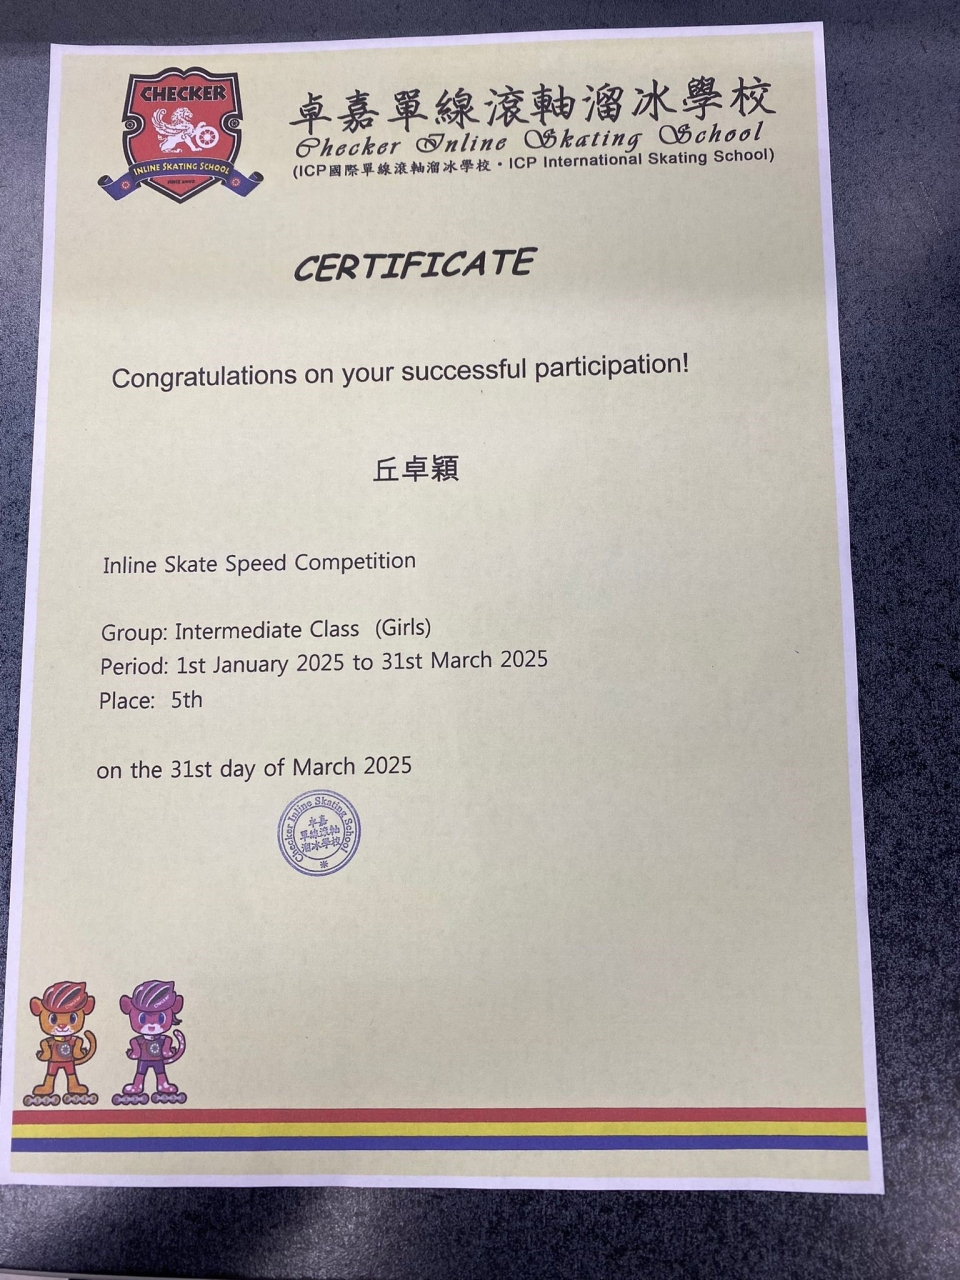 CHECKER
INLINE SKATING SCHOOL
卓嘉單線滾軸溜冰學校
Checker Inline Skating School
(ICP國際單線滾軸溜冰學校・ICP International Skating School)
CERTIFICATE
Congratulations on your successful participation!
丘卓穎
Inline Skate Speed Competition
Group: Intermediate Class (Girls)
Period: 1st January 2025 to 31st March 2025
Place: 5th
on the 31st day of March 2025
Checker Inline Skating School
卓嘉
單線滾軸
溜冰學校